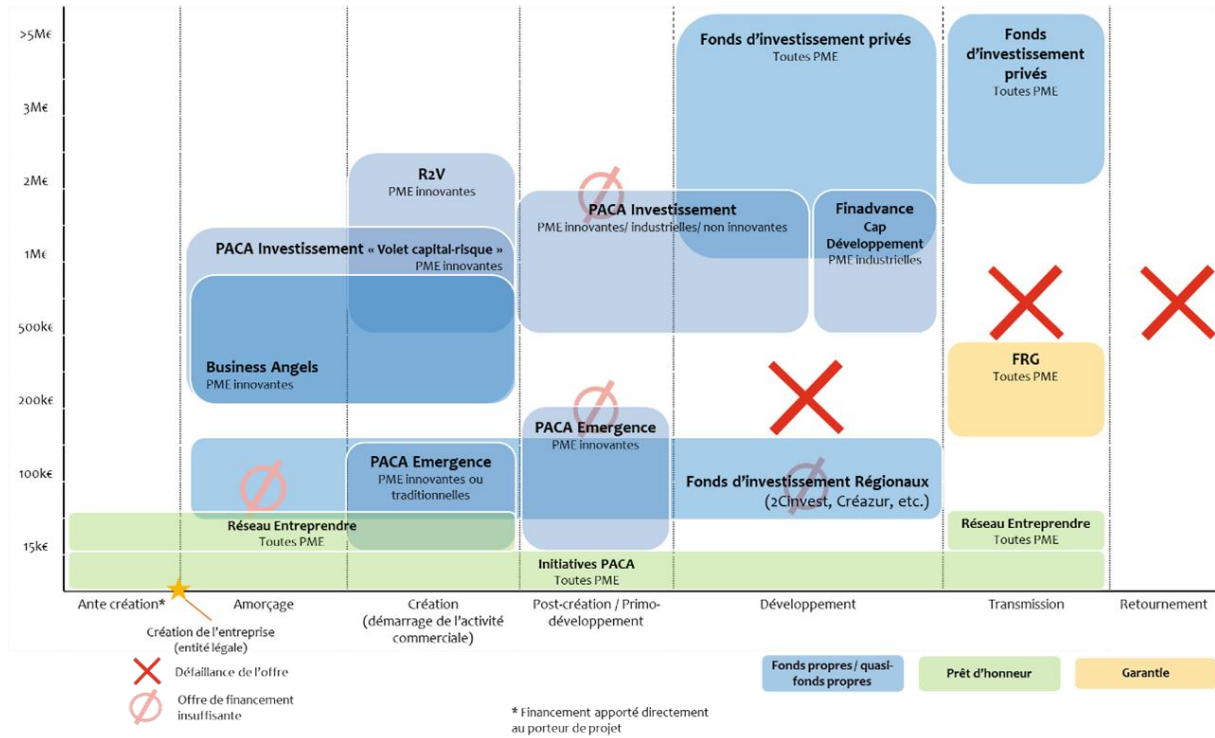 >5M€
3M€
2M€
1M€
500k€
200k€
100k€
15k€
Fonds d'investissement privés
Toutes PME
Fonds
d'investissement
privés
Toutes PME
R2V
PME innovantes
PACA Investissement
PME innovantes/ industrielles/ non innovantes
Finadvance
Cap
Développement
PME industrielles
PACA Investissement « Volet capital-risque »
PME innovantes
Business Angels
PME innovantes
FRG
Toutes PME
PACA Emergence
PME innovantes
PACA Emergence
PME innovantes ou
traditionnelles
Fonds d'investissement Régionaux
(2Cinvest, Créazur, etc.)
Réseau Entreprendre
Toutes PME
Réseau Entreprendre
Toutes PME
Initiatives PACA
Toutes PME
Ante création*
Amorçage
Création
(démarrage de l'activité
commerciale)
Post-création / Primo-
développement
Développement
Transmission
Retournement
Création de l'entreprise
(entité légale)
Défaillance de l'offre
Offre de financement
insuffisante
* Financement apporté directement
au porteur de projet
Fonds propres / quasi-
fonds propres
Prêt d'honneur
Garantie